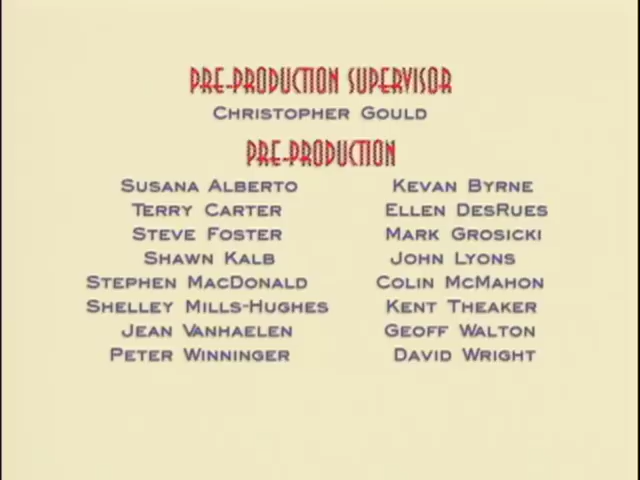 PRE-PRODUCTION SUPERVISOR
CHRISTOPHER GOULD
PRE-PRODUCTION
SUSANA ALBERTO KEVAN BYRNE
TERRY CARTER ELLEN DESRUES
STEVE FOSTER MARK GROSICKI
SHAWN KALB JOHN LYONS
STEPHEN MACDONALD COLIN MCMAHON
SHELLEY MILLS-HUGHES KENT THEAKER
JEAN VANHAELEN GEOFF WALTON
PETER WINNINGER DAVID WRIGHT